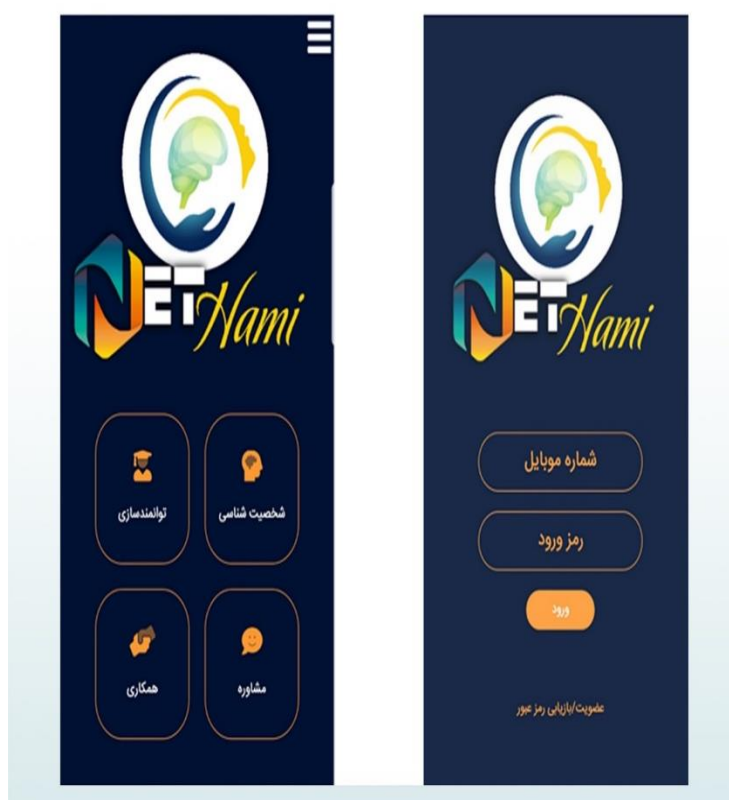 NET Hami
شخصیت شناسی
توانمندسازی
مشاوره
همکاری
NET Hami
شماره موبایل
رمز ورود
ورود
عضویت/بازیابی رمز عبور